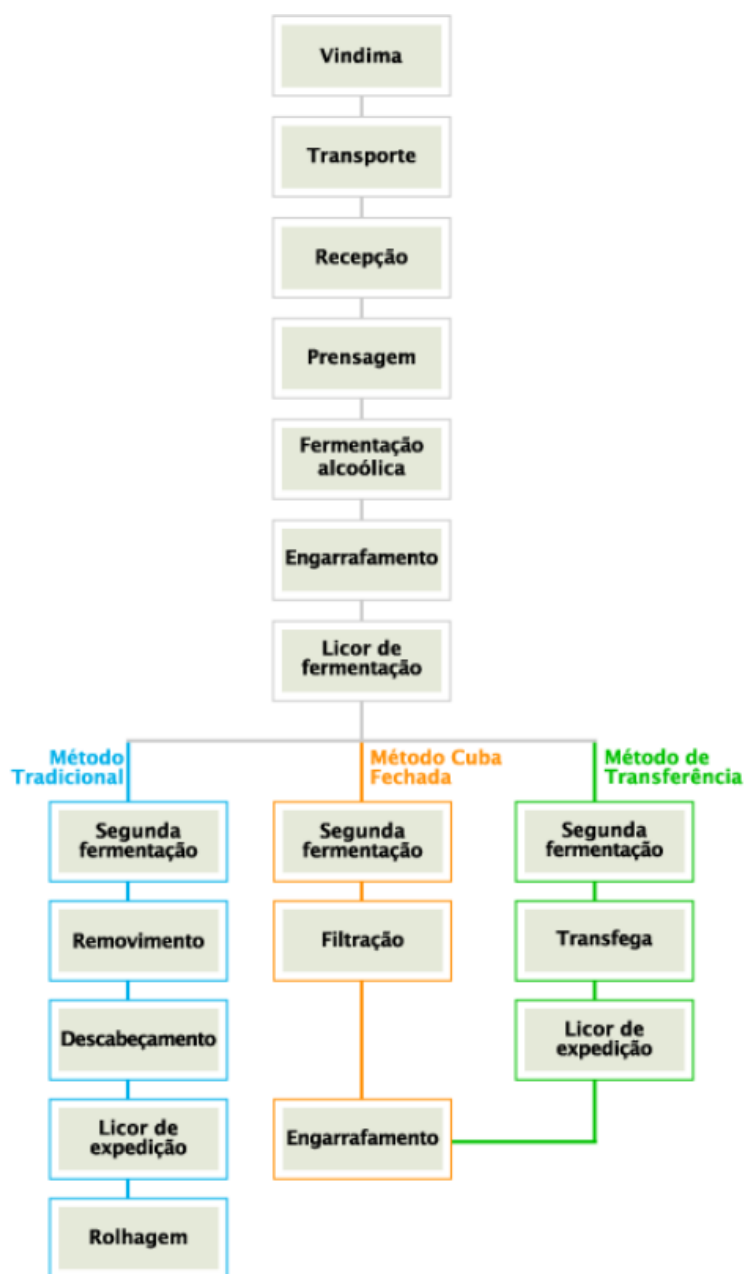 Vindima
Transporte
Recepção
Prensagem
Fermentação
alcoólica
Engarrafamento
Licor de
fermentação
Método
Tradicional
Segunda
fermentação
Removimento
Descabeçamento
Licor de
expedição
Rolhagem
Método Cuba
Fechada
Segunda
fermentação
Filtração
Engarrafamento
Método de
Transferência
Segunda
fermentação
Transfega
Licor de
expedição